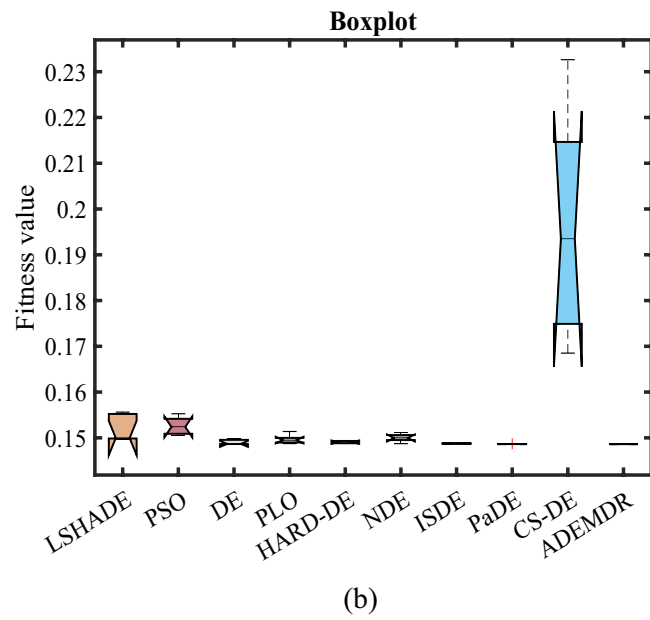 Boxplot
Fitness value
0.23
0.22
0.21
0.2
0.19
0.18
0.17
0.16
0.15
LSHADE
PSO
DE
PLO
HARD-DE
NDE
ISDE
PaDE
CS-DE
ADEMDR
(b)